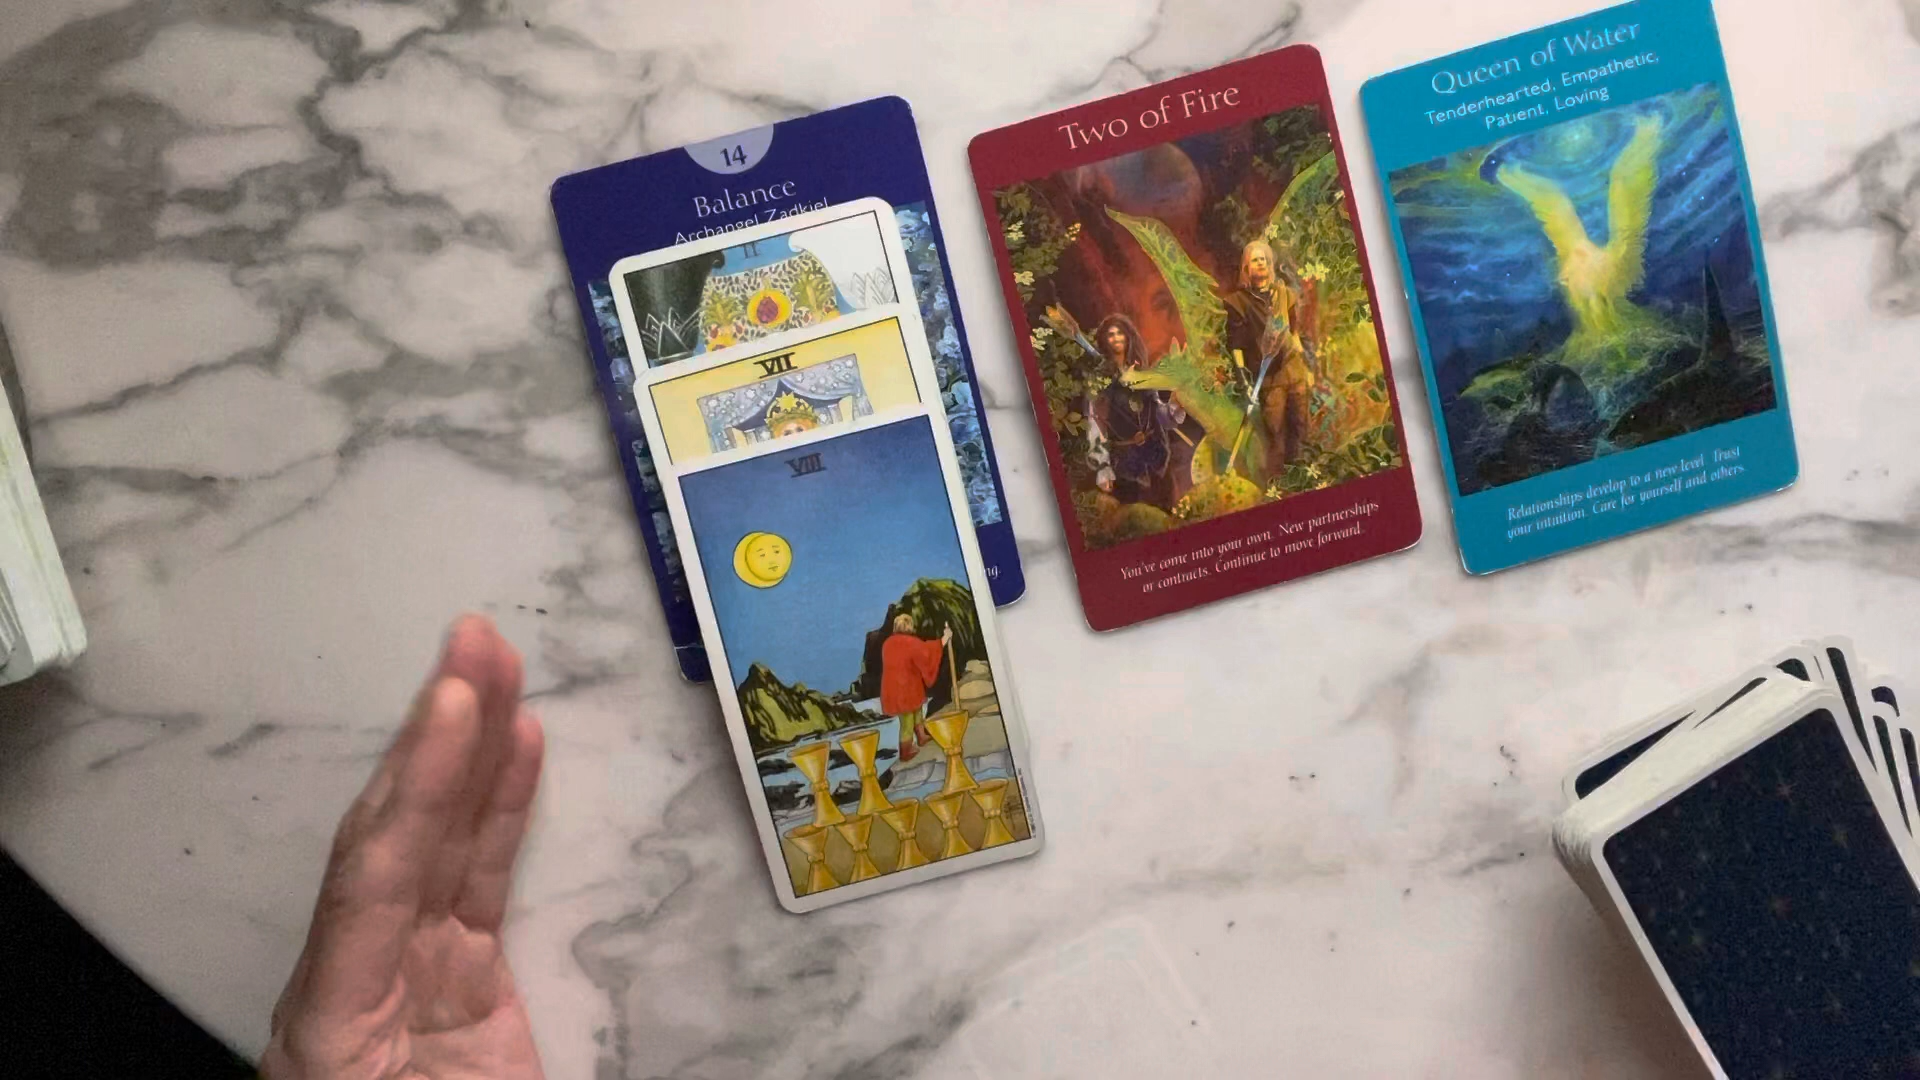 14
Balance
Archangel Zadkiel
II
VII
VIII
ng.
Two of Fire
You've come into your own. New partnerships
or contracts. Continue to move forward.
Queen of Water
Tenderhearted, Empathetic,
Patient, Loving
Relationships develop to a new level. Trust
your intuition. Care for yourself and others.